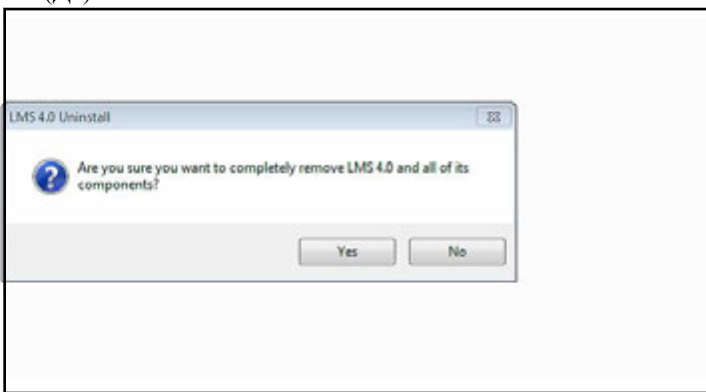 LMS 4.0 Uninstall
Are you sure you want to completely remove LMS 4.0 and all of its
components?
Yes
No